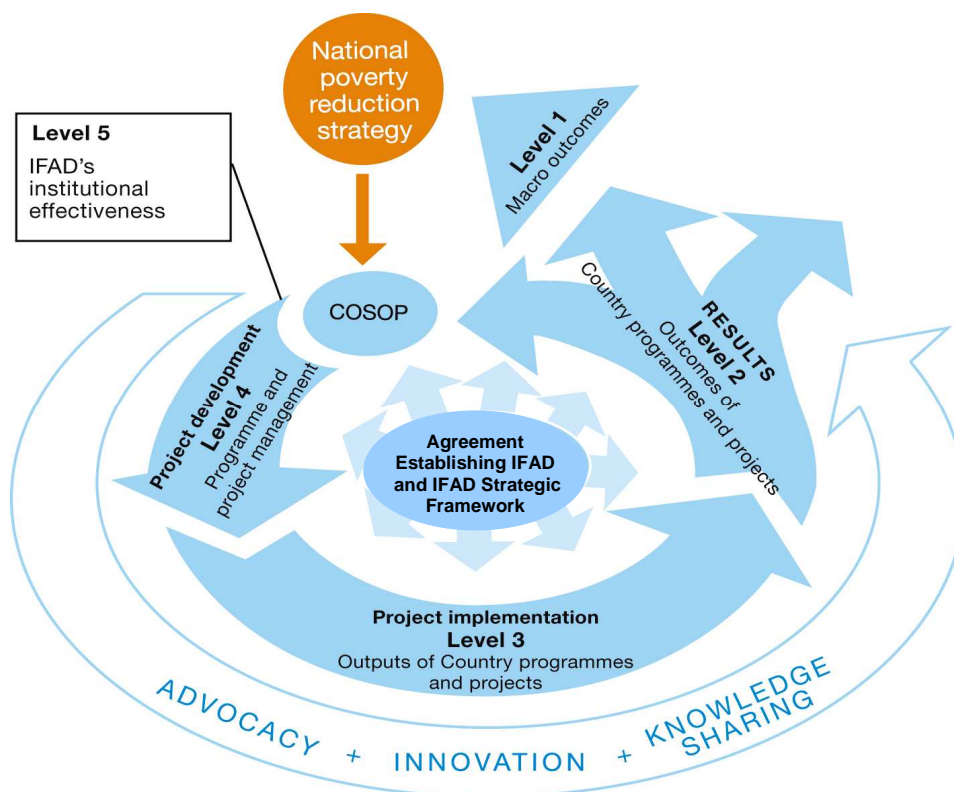 National
poverty
reduction
strategy
Level 5
IFAD's
institutional
effectiveness
Level 1
Macro outcomes
COSOP
Project development
Level 4
Programme and
project management
RESULTS
Level 2
Outcomes of
Country programmes and projects
Agreement
Establishing IFAD
and IFAD Strategic
Framework
Project implementation
Level 3
Outputs of Country programmes
and projects
ADVOCACY + INNOVATION + KNOWLEDGE
SHARING